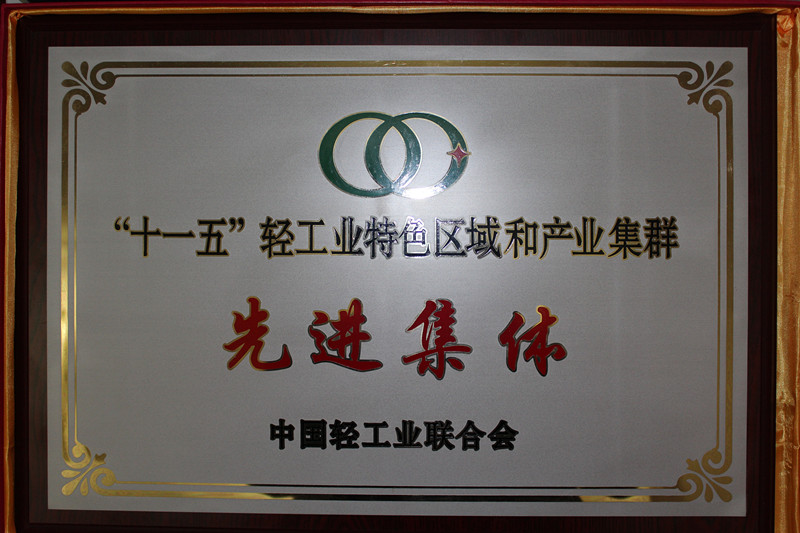 “十一五”轻工业特色区域和产业集群
先进集体
中国轻工业联合会